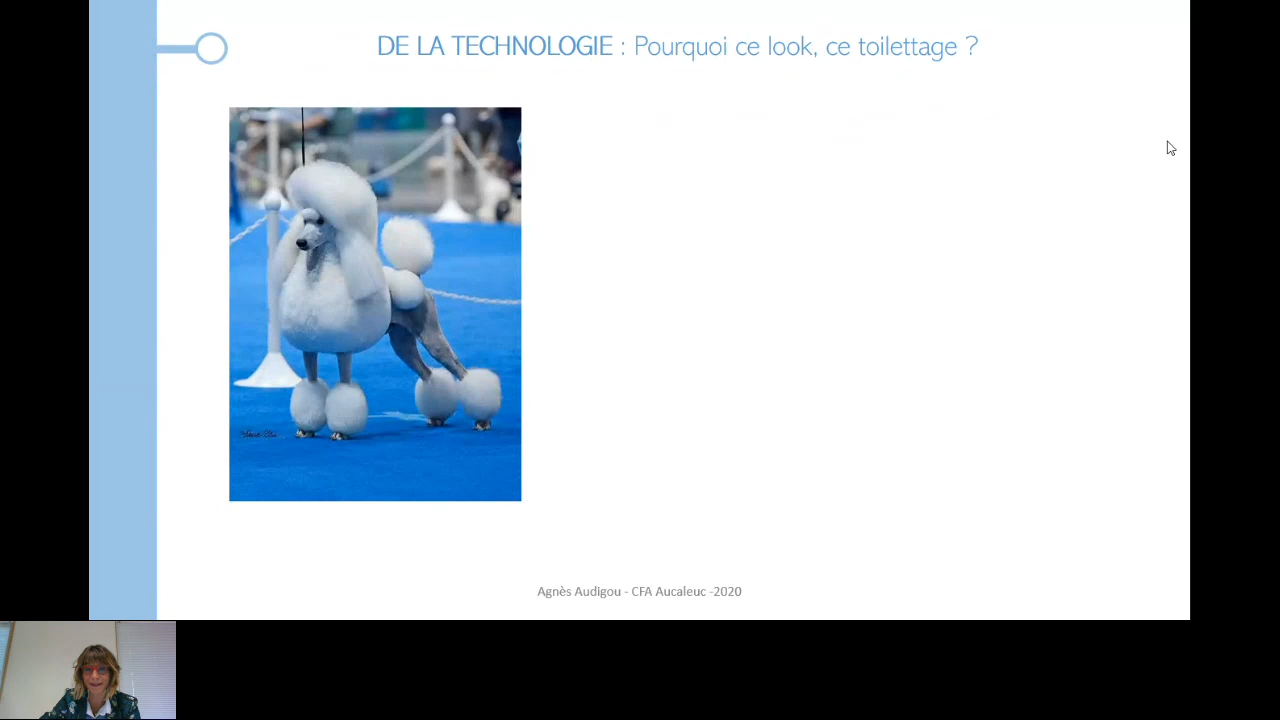 DE LA TECHNOLOGIE : Pourquoi ce look, ce toilettage ?
Agnès Audigou - CFA Aucaleuc -2020